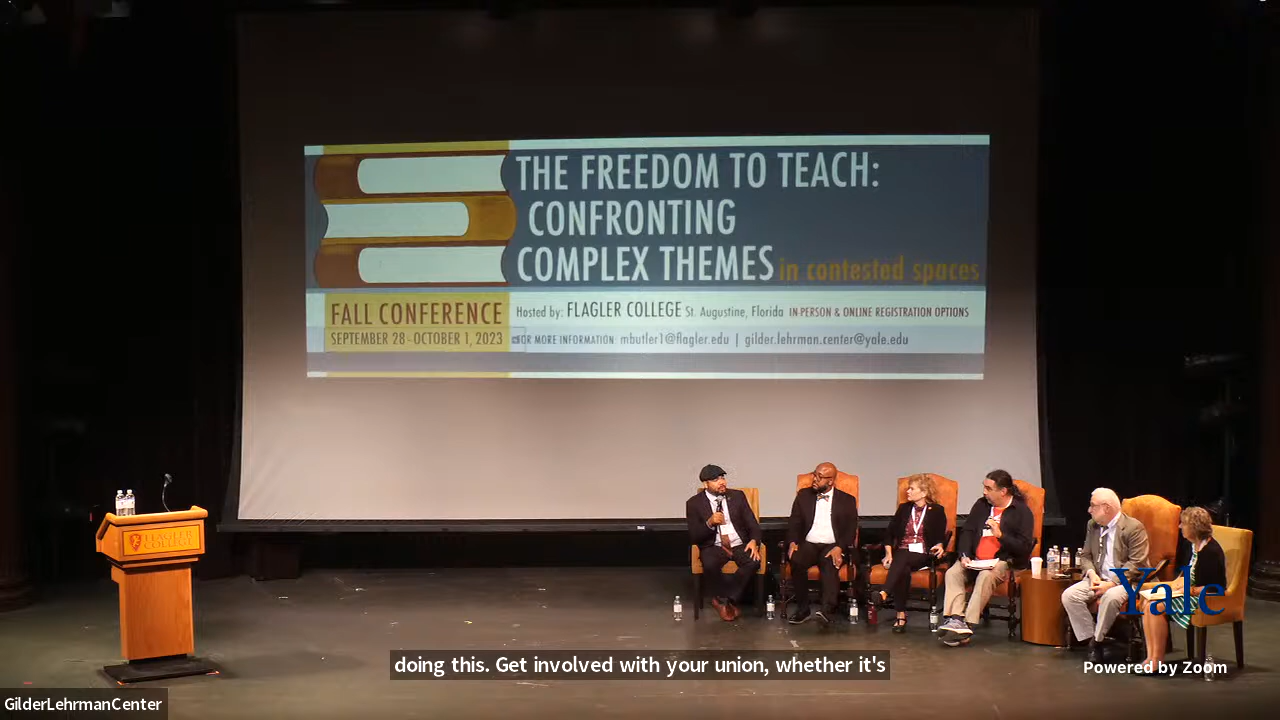 THE FREEDOM TO TEACH:
CONFRONTING
COMPLEX THEMES in contested spaces
FALL CONFERENCE
SEPTEMBER 28-OCTOBER 1, 2023
Hosted by: FLAGLER COLLEGE St. Augustine, Florida IN-PERSON & ONLINE REGISTRATION OPTIONS
FOR MORE INFORMATION: mbutler1@flagler.edu | gilder.lehrman.center@yale.edu
FLAGLER
COLLEGE
Yale
doing this. Get involved with your union, whether it's
Powered by Zoom
GilderLehrmanCenter